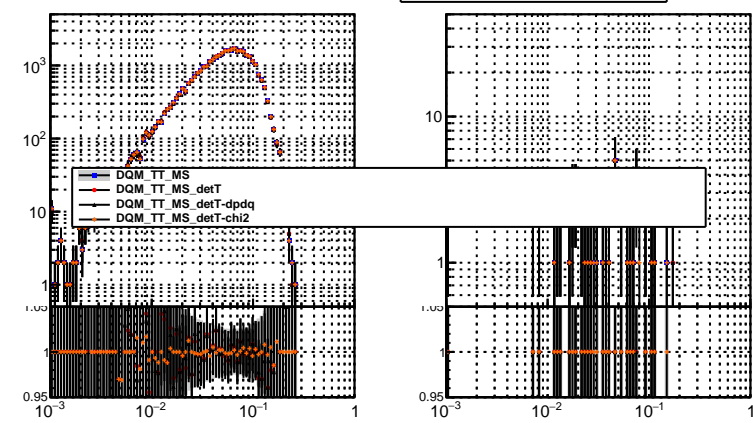 10³
10²
10
1
10
1
DQM_TT_MS
DQM_TT_MS_detT
DQM_TT_MS_detT-dpdq
DQM_TT_MS_detT-chi2
1.05
1
0.95
1.05
1
0.95
10⁻³ 10⁻² 10⁻¹ 1
10⁻³ 10⁻² 10⁻¹ 1